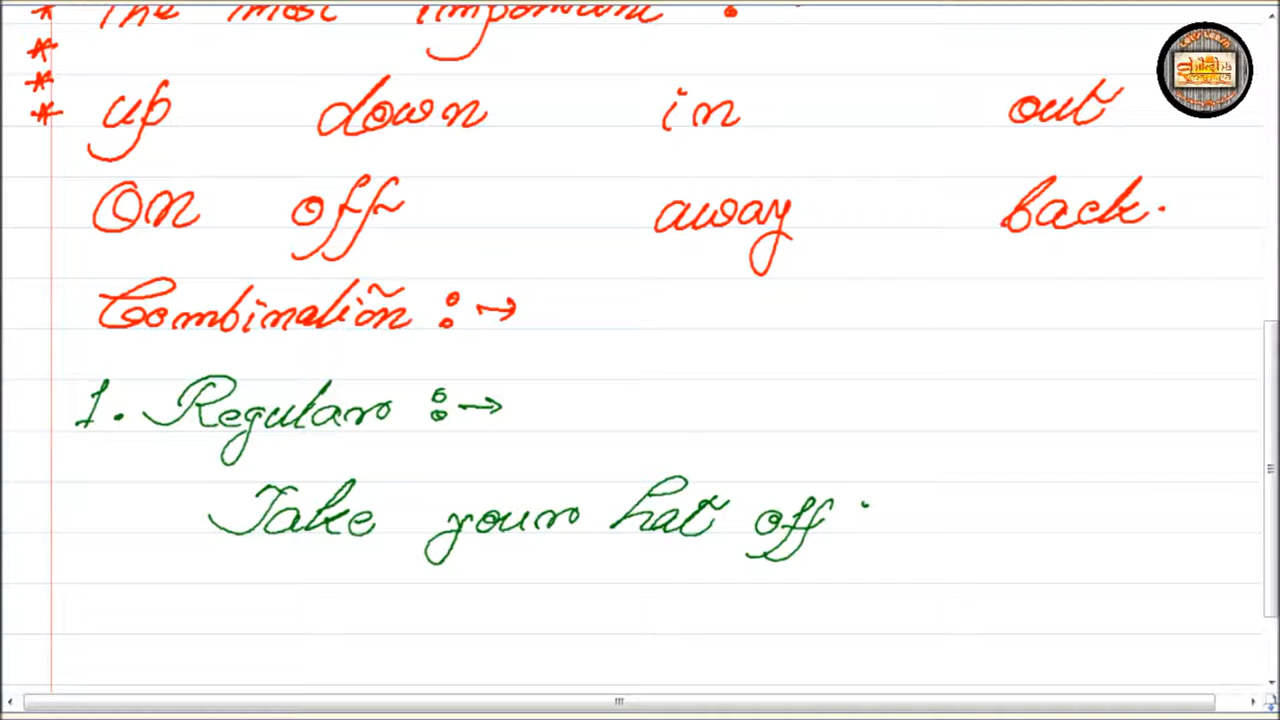 * The most important :
*
*
* up down in out
On off away back.
Combination :→
1. Regular :→
Take your hat off .